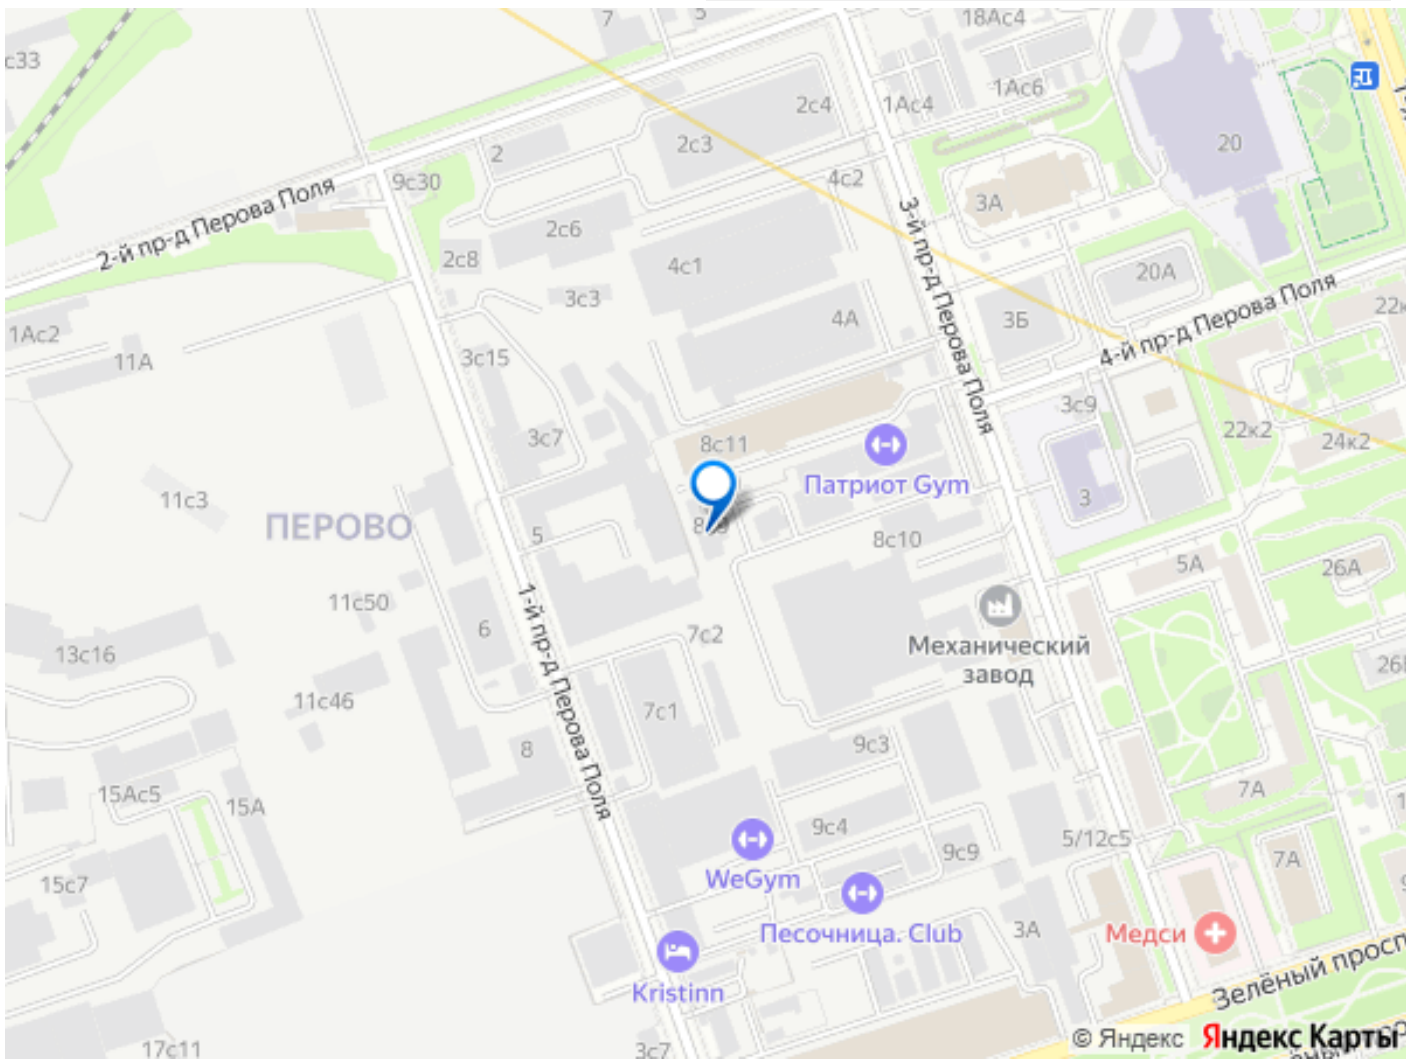 7
5
18Ас4
с33
1Ас6
2с4
1Ас4
2с3
20
2
4с2
9с30
3А
2-й пр-д Перова Поля
3-й пр-д Перова Поля
2с6
2с8
4с1
20А
3с3
4А
3Б
4-й пр-д Перова Поля
1Ас2
11А
3с15
3с9
22к2
24к2
3с7
8с11
Патриот Gym
11с3
3
ПЕРОВО
5
8с10
5А
26А
11с50
1-й пр-д Перова Поля
6
7с2
Механический
завод
13с16
11с46
7с1
8
9с3
7А
15Ас5
15А
9с4
5/12с5
9с9
7А
15с7
WeGym
Песочница. Club
3А
Медси
Kristinn
Зелёный просп
17с11
3с7
© Яндекс Яндекс Карты